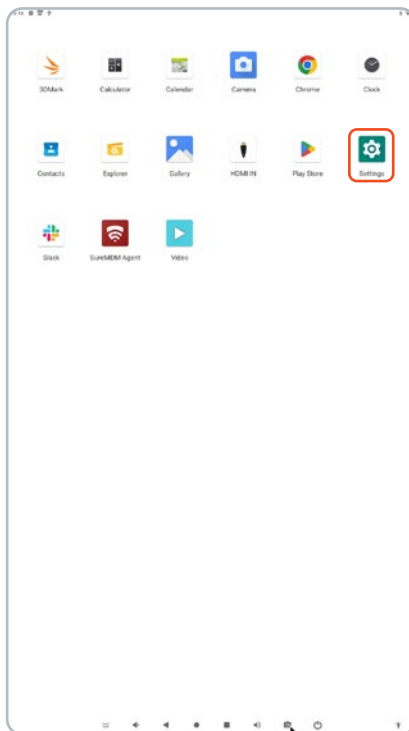 3DMark Calculator Calendar Camera Chrome Clock
Contacts Explorer Gallery HDMI IN Play Store Settings
Slack SureMDM Agent Video